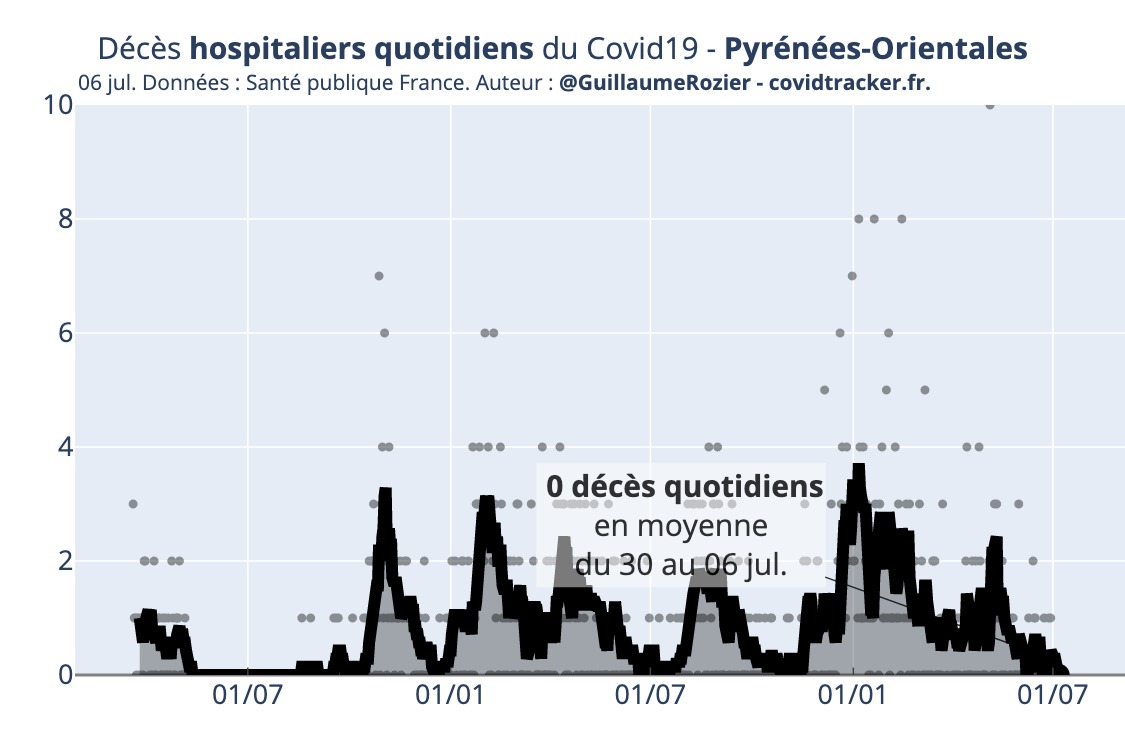 Décès hospitaliers quotidiens du Covid19 - Pyrénées-Orientales
06 jul. Données : Santé publique France. Auteur : @GuillaumeRozier - covidtracker.fr.
10
8
6
4
2
0
0 décès quotidiens
en moyenne
du 30 au 06 jul.
01/07 01/01 01/07 01/01 01/07